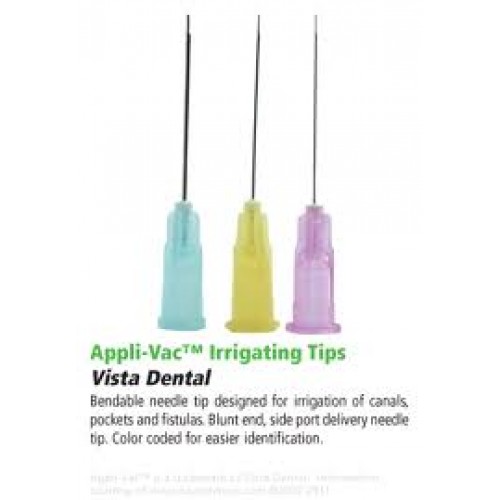 Appli-Vac™ Irrigating Tips
Vista Dental
Bendable needle tip designed for irrigation of canals,
pockets and fistulas. Blunt end, side port delivery needle
tip. Color coded for easier identification.